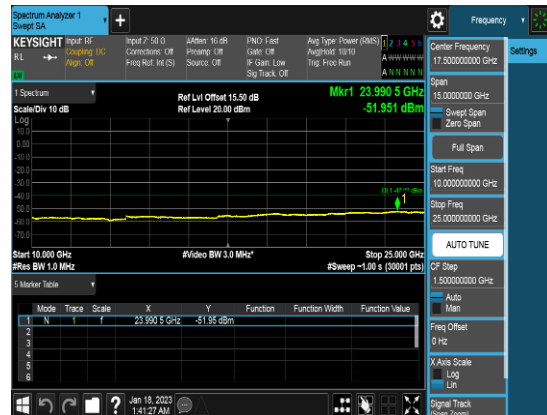 Spectrum Analyzer 1
Swept SA
+
Frequency
KEYSIGHT
RL
Input: RF
Coupling: DC
Align: Off
Input Z: 50 Ω
Corrections: Off
Freq Ref: Int (S)
#Atten: 16 dB
Preamp: Off
Source: Off
PNO: Fast
Gate: Off
IF Gain: Low
Sig Track: Off
Avg Type: Power (RMS)
Avg|Hold: 10/10
Trig: Free Run
1 2 3 4 5 6
A W W W W W
A N N N N N
Settings
Center Frequency
17.500000000 GHz
Span
15.0000000 GHz
Swept Span
Zero Span
Full Span
Start Freq
10.000000000 GHz
Stop Freq
25.000000000 GHz
AUTO TUNE
CF Step
1.500000000 GHz
Auto
Man
Freq Offset
0 Hz
X Axis Scale
Log
Lin
Signal Track
(Span Zoom)
1 Spectrum
Scale/Div 10 dB
Ref Lvl Offset 15.50 dB
Ref Level 20.00 dBm
Mkr1 23.990 5 GHz
-51.951 dBm
Log
10.0
0.00
-10.0
-20.0
-30.0
-40.0
-50.0
-60.0
-70.0
1
Start 10.000 GHz
#Res BW 1.0 MHz
#Video BW 3.0 MHz*
Stop 25.000 GHz
#Sweep ~1.00 s (30001 pts)
5 Marker Table
Mode Trace Scale X Y Function Function Width Function Value
1 N 1 f 23.990 5 GHz -51.95 dBm
2
3
4
5
6
?
Jan 18, 2023
1:41:27 AM